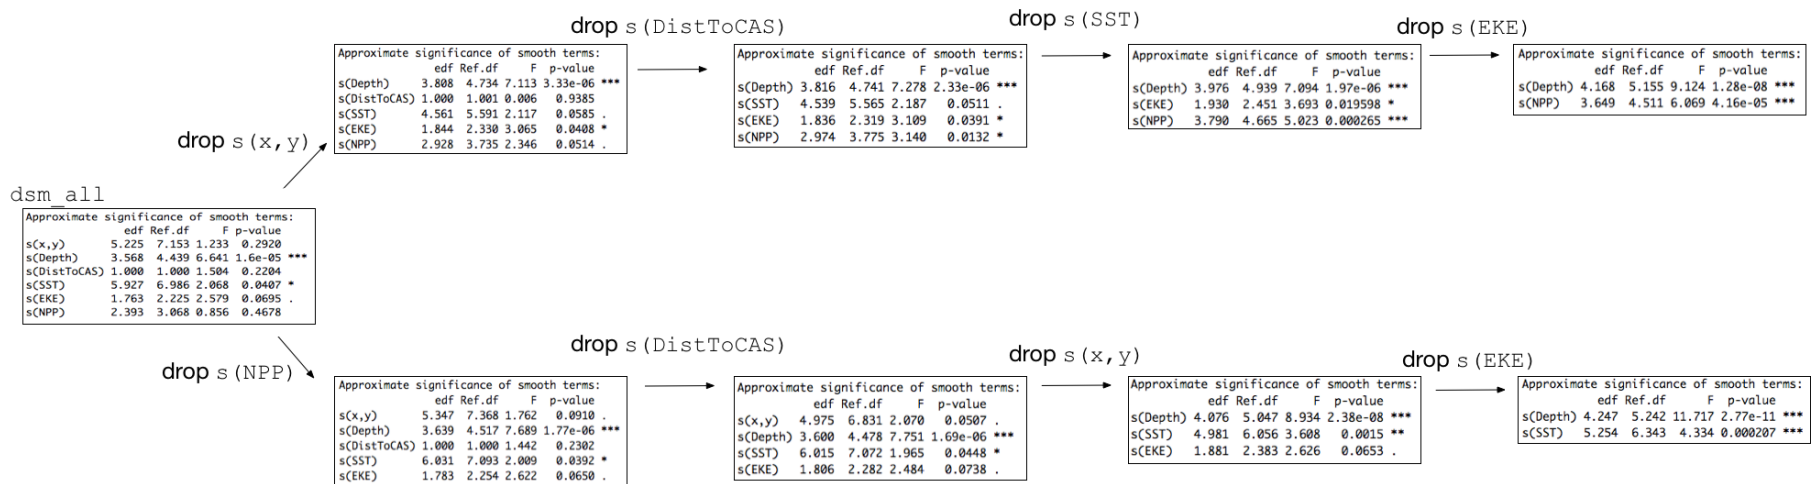 dsm_all
Approximate significance of smooth terms:
edf Ref.df F p-value
s(x,y) 5.225 7.153 1.233 0.2920
s(Depth) 3.568 4.439 6.641 1.6e-05 ***
s(DistToCAS) 1.000 1.000 1.504 0.2204
s(SST) 5.927 6.986 2.068 0.0407 *
s(EKE) 1.763 2.225 2.579 0.0695 .
s(NPP) 2.393 3.068 0.856 0.4678
drop s(x,y)
Approximate significance of smooth terms:
edf Ref.df F p-value
s(Depth) 3.808 4.734 7.113 3.33e-06 ***
s(DistToCAS) 1.000 1.001 0.006 0.9385
s(SST) 4.561 5.591 2.117 0.0585 .
s(EKE) 1.844 2.330 3.065 0.0408 *
s(NPP) 2.928 3.735 2.346 0.0514 .
drop s(DistToCAS)
Approximate significance of smooth terms:
edf Ref.df F p-value
s(Depth) 3.816 4.741 7.278 2.33e-06 ***
s(SST) 4.539 5.565 2.187 0.0511 .
s(EKE) 1.836 2.319 3.109 0.0391 *
s(NPP) 2.974 3.775 3.140 0.0132 *
drop s(SST)
Approximate significance of smooth terms:
edf Ref.df F p-value
s(Depth) 3.976 4.939 7.094 1.97e-06 ***
s(EKE) 1.930 2.451 3.693 0.019598 *
s(NPP) 3.790 4.665 5.023 0.000265 ***
drop s(EKE)
Approximate significance of smooth terms:
edf Ref.df F p-value
s(Depth) 4.168 5.155 9.124 1.28e-08 ***
s(NPP) 3.649 4.511 6.069 4.16e-05 ***
drop s(NPP)
Approximate significance of smooth terms:
edf Ref.df F p-value
s(x,y) 5.347 7.368 1.762 0.0910 .
s(Depth) 3.639 4.517 7.689 1.77e-06 ***
s(DistToCAS) 1.000 1.000 1.442 0.2302
s(SST) 6.031 7.093 2.009 0.0392 *
s(EKE) 1.783 2.254 2.622 0.0650 .
drop s(DistToCAS)
Approximate significance of smooth terms:
edf Ref.df F p-value
s(x,y) 4.975 6.831 2.070 0.0507 .
s(Depth) 3.600 4.478 7.751 1.69e-06 ***
s(SST) 6.015 7.072 1.965 0.0448 *
s(EKE) 1.806 2.282 2.484 0.0738 .
drop s(x,y)
Approximate significance of smooth terms:
edf Ref.df F p-value
s(Depth) 4.076 5.047 8.934 2.38e-08 ***
s(SST) 4.981 6.056 3.608 0.0015 **
s(EKE) 1.881 2.383 2.626 0.0653 .
drop s(EKE)
Approximate significance of smooth terms:
edf Ref.df F p-value
s(Depth) 4.247 5.242 11.717 2.77e-11 ***
s(SST) 5.254 6.343 4.334 0.000207 ***